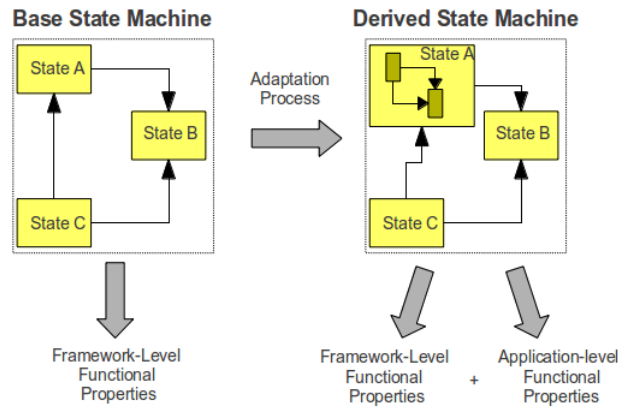 Base State Machine
Derived State Machine
State A
State B
State C
Adaptation
Process
State A
State B
State C
Framework-Level
Functional
Properties
Framework-Level
Functional
Properties
+
Application-level
Functional
Properties